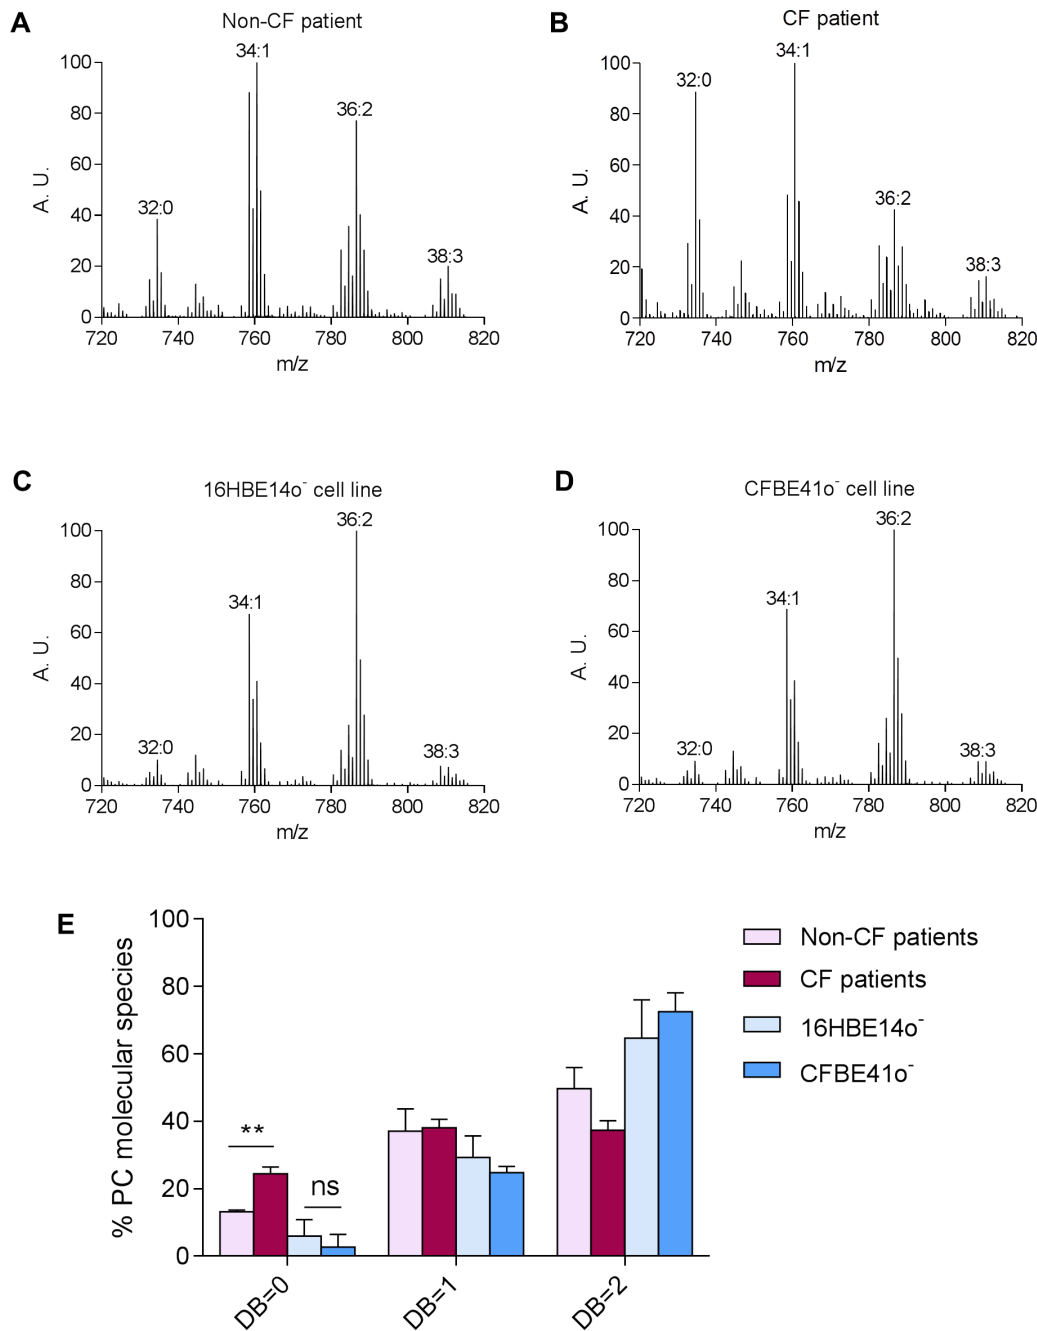 A
Non-CF patient
34:1
36:2
32:0
38:3
A. U.
100
80
60
40
20
0
720 740 760 780 800 820
m/z
B
CF patient
34:1
32:0
36:2
38:3
A. U.
100
80
60
40
20
0
720 740 760 780 800 820
m/z
C
16HBE14o⁻ cell line
36:2
34:1
32:0
38:3
A. U.
100
80
60
40
20
0
720 740 760 780 800 820
m/z
D
CFBE41o⁻ cell line
36:2
34:1
32:0
38:3
A. U.
100
80
60
40
20
0
720 740 760 780 800 820
m/z
E
% PC molecular species
100
80
60
40
20
0
**
ns
DB=0
DB=1
DB=2
Non-CF patients
CF patients
16HBE14o⁻
CFBE41o⁻